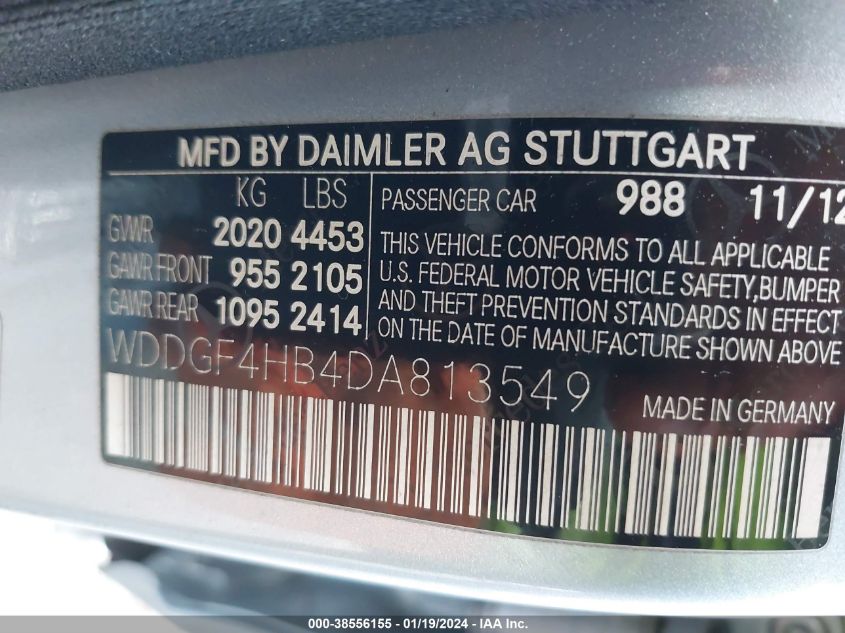 MFD BY DAIMLER AG STUTTGART
KG LBS
GVWR 2020 4453
GAWR FRONT 955 2105
GAWR REAR 1095 2414
PASSENGER CAR 988 11/12
THIS VEHICLE CONFORMS TO ALL APPLICABLE
U.S. FEDERAL MOTOR VEHICLE SAFETY,BUMPER
AND THEFT PREVENTION STANDARDS IN EFFECT
ON THE DATE OF MANUFACTURE SHOWN ABOVE
WDDGF4HB4DA813549
MADE IN GERMANY
000-38556155 - 01/19/2024 - IAA Inc.